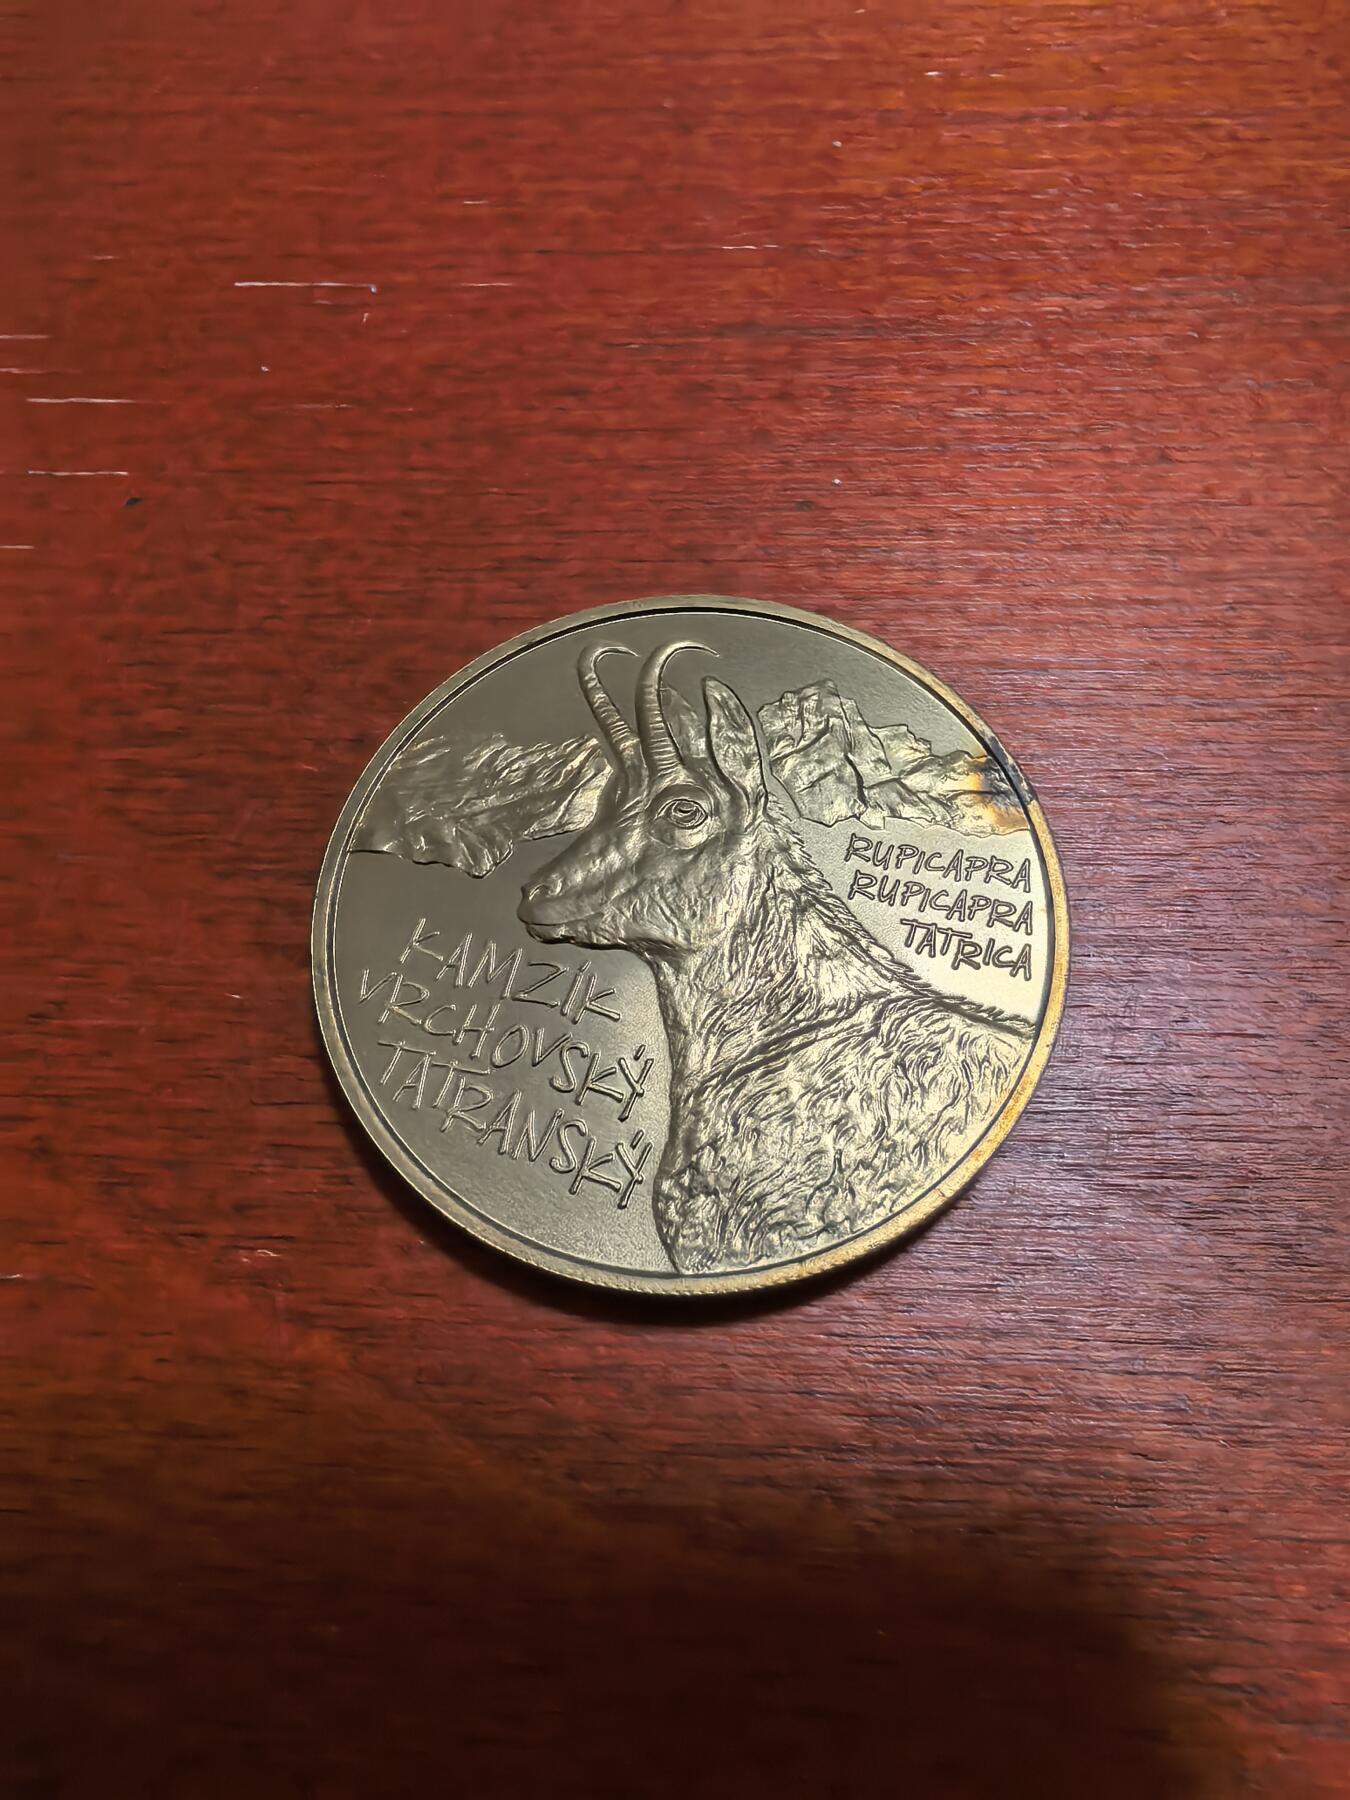 RUPICAPRA
RUPICAPRA
TATRICA
KAMZÍK
VRCHOVSKÝ
TATRANSKÝ